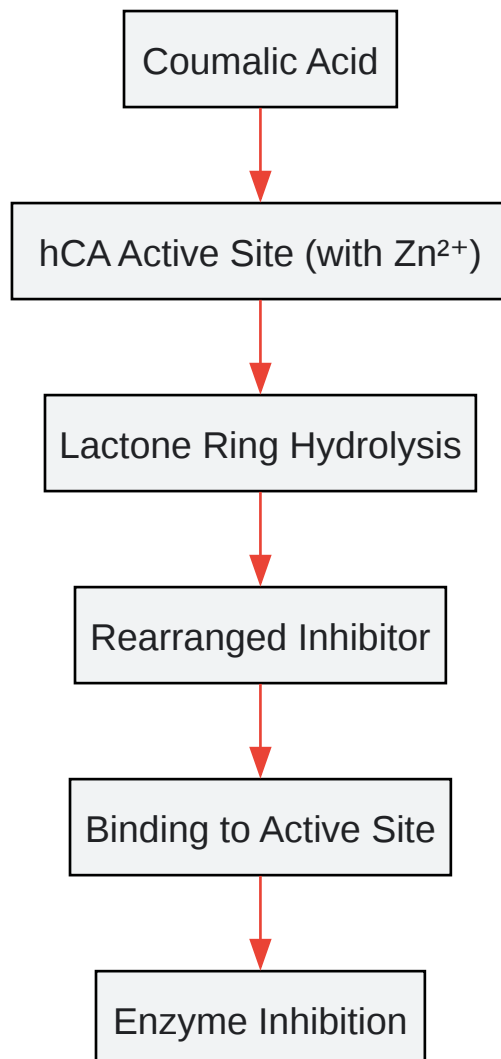 Coumalic Acid
hCA Active Site (with Zn²⁺)
Lactone Ring Hydrolysis
Rearranged Inhibitor
Binding to Active Site
Enzyme Inhibition